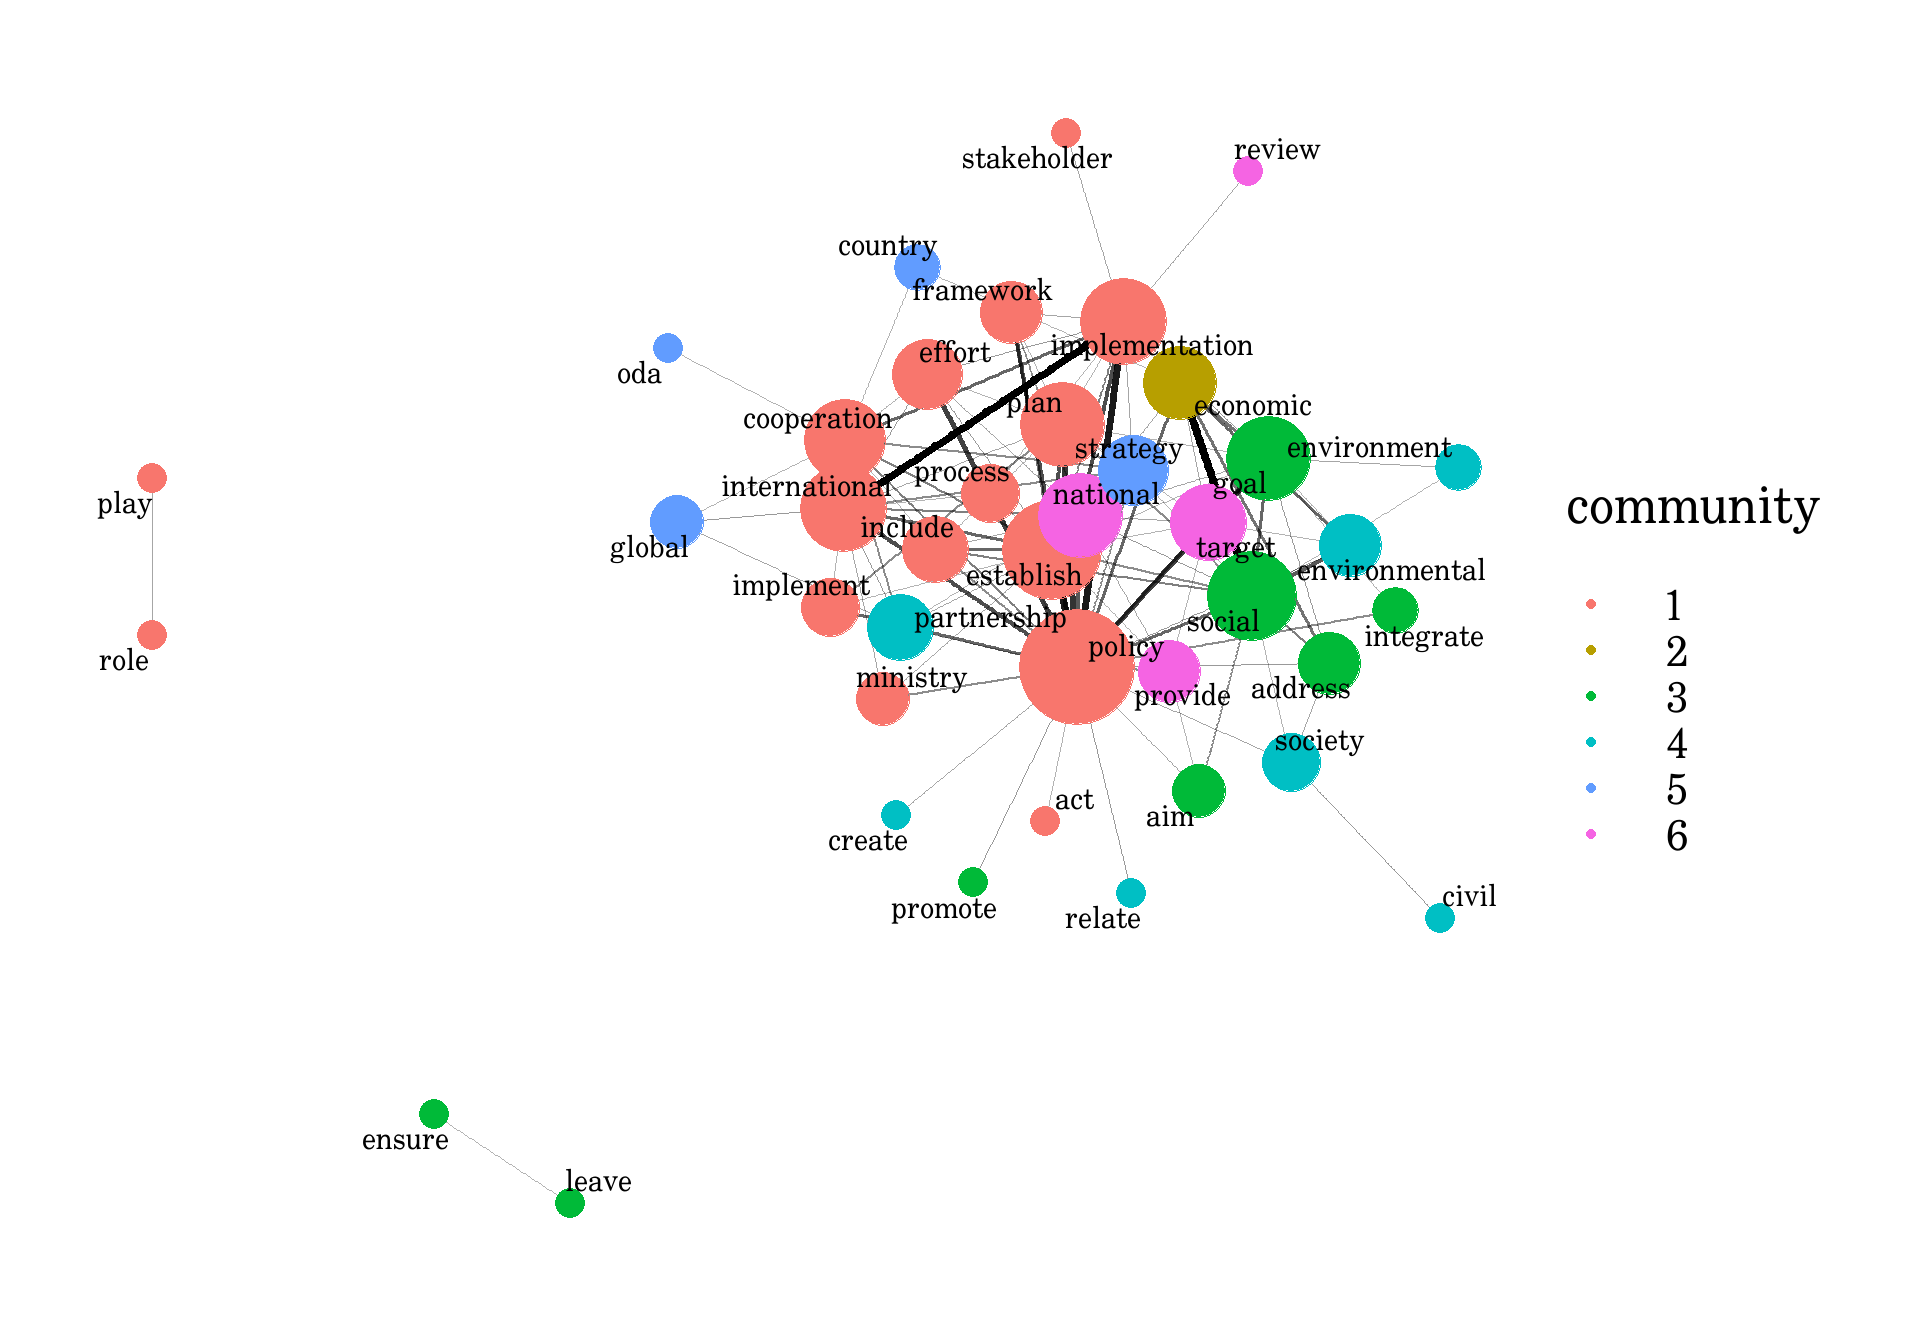 stakeholder
review
country
framework
implementation
oda
effort
plan
economic
cooperation
strategy
environment
process
international
national
goal
play
include
global
target
establish
environmental
implement
partnership
social
integrate
policy
role
ministry
provide
address
society
act
aim
create
promote
relate
civil
ensure
leave
community
1
2
3
4
5
6